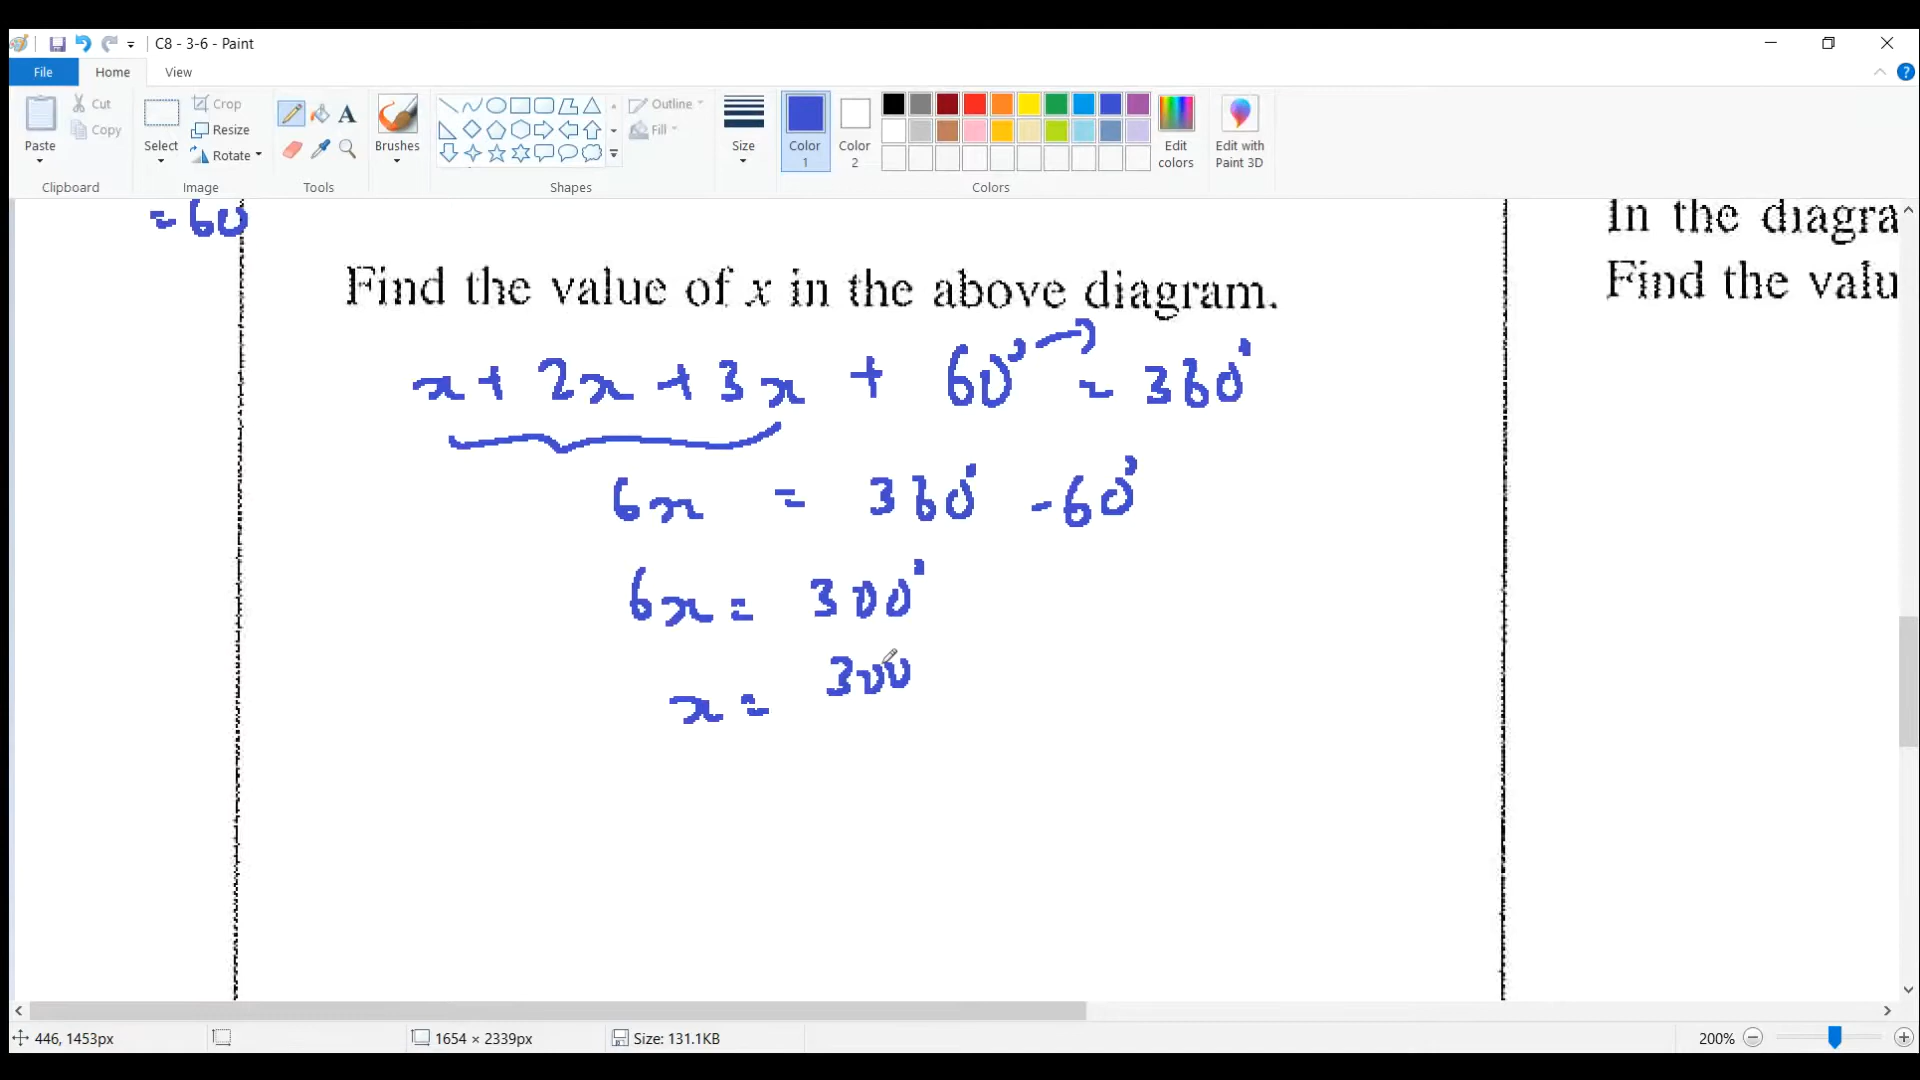 C8 - 3-6 - Paint
File Home View
Paste Cut Copy Clipboard
Select Crop Resize Rotate Image
Tools
Brushes
Outline Fill Shapes
Size
Color 1 Color 2 Edit colors Edit with Paint 3D Colors
= 60
In the diagra
Find the value of x in the above diagram.
Find the valu
x + 2x + 3x + 60° = 360°
6x = 360° - 60°
6x = 300°
x = 300
446, 1453px 1654 × 2339px Size: 131.1KB 200%